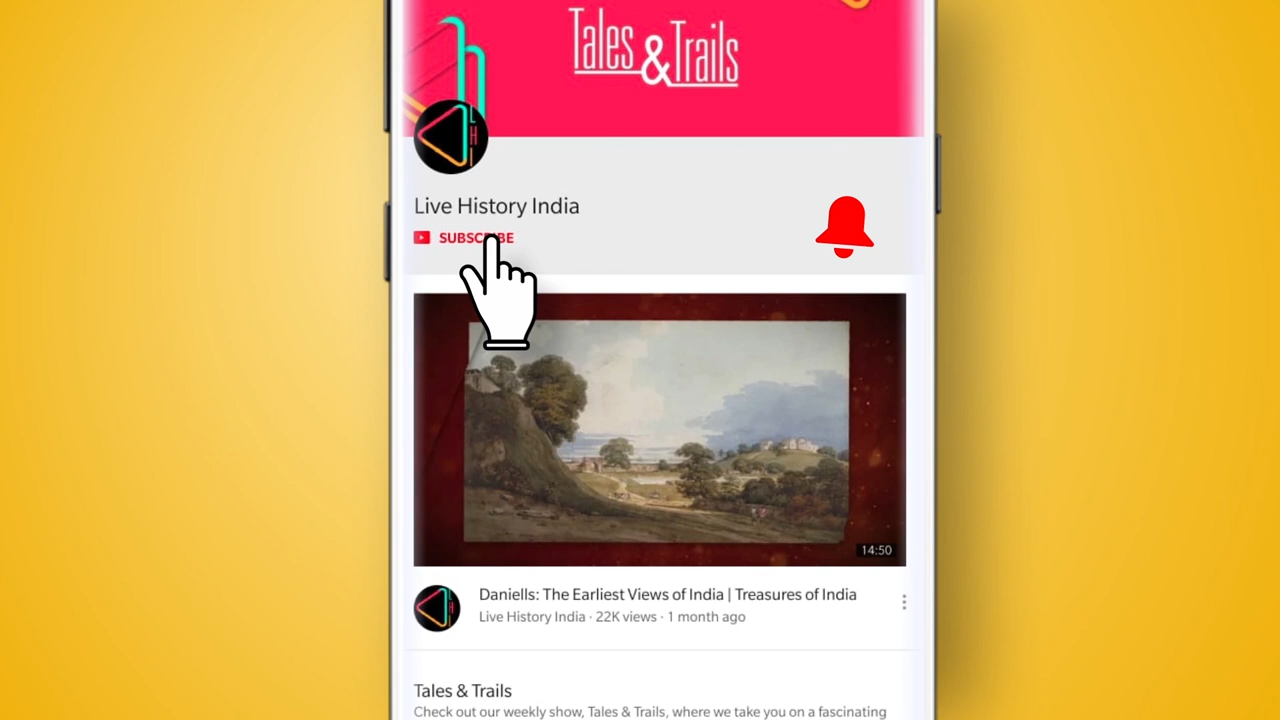 Tales & Trails
LHI
Live History India
SUBSCRIBE
14:50
Daniells: The Earliest Views of India | Treasures of India
LHI
Live History India · 22K views · 1 month ago
Tales & Trails
Check out our weekly show, Tales & Trails, where we take you on a fascinating